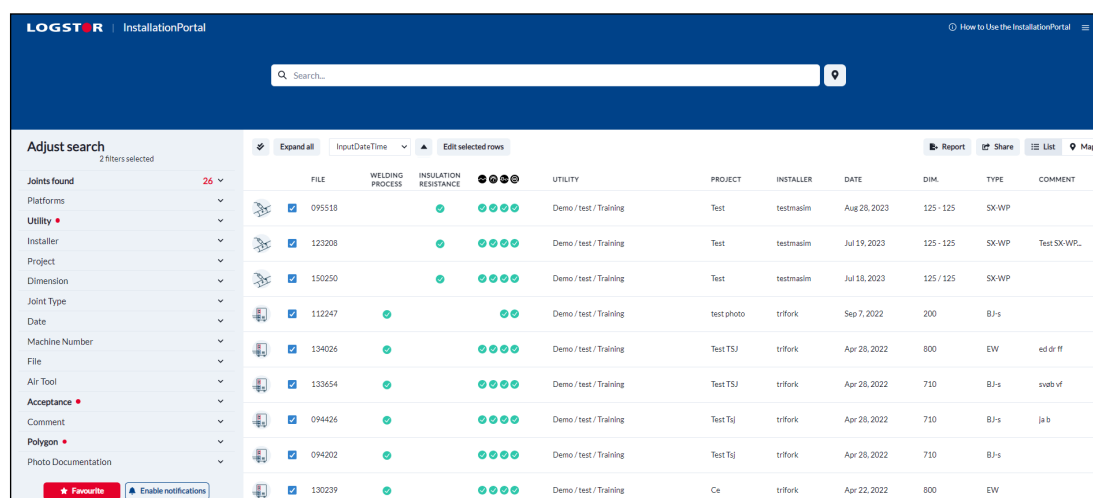 LOGSTOR | InstallationPortal
How to Use the InstallationPortal
Search...
Adjust search
2 filters selected
Joints found 26
Platforms
Utility
Installer
Project
Dimension
Joint Type
Date
Machine Number
File
Air Tool
Acceptance
Comment
Polygon
Photo Documentation
Favourite Enable notifications
Expand all InputDateTime Edit selected rows Report Share List Map
FILE WELDING PROCESS INSULATION RESISTANCE UTILITY PROJECT INSTALLER DATE DIM. TYPE COMMENT
095518 Demo / test / Training Test testmasim Aug 28, 2023 125 - 125 SX-WP
123208 Demo / test / Training Test testmasim Jul 19, 2023 125 - 125 SX-WP Test SX-WP...
150250 Demo / test / Training Test testmasim Jul 18, 2023 125 / 125 SX-WP
112247 Demo / test / Training test photo trifork Sep 7, 2022 200 BJ-s
134026 Demo / test / Training Test TSJ trifork Apr 28, 2022 800 EW ed dr ff
133654 Demo / test / Training Test TSJ trifork Apr 28, 2022 710 BJ-s svøb vf
094426 Demo / test / Training Test Tsj trifork Apr 28, 2022 710 BJ-s ja b
094202 Demo / test / Training Test Tsj trifork Apr 28, 2022 710 BJ-s
130239 Demo / test / Training Ce trifork Apr 22, 2022 800 EW